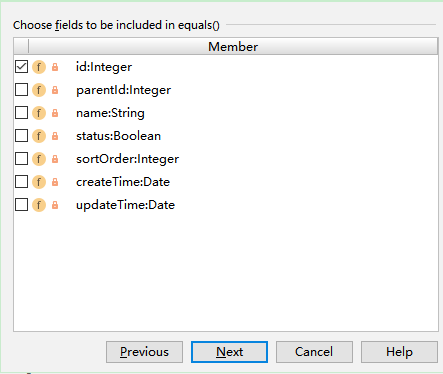 Choose fields to be included in equals()
Member
f id:Integer
f parentId:Integer
f name:String
f status:Boolean
f sortOrder:Integer
f createTime:Date
f updateTime:Date
Previous Next Cancel Help